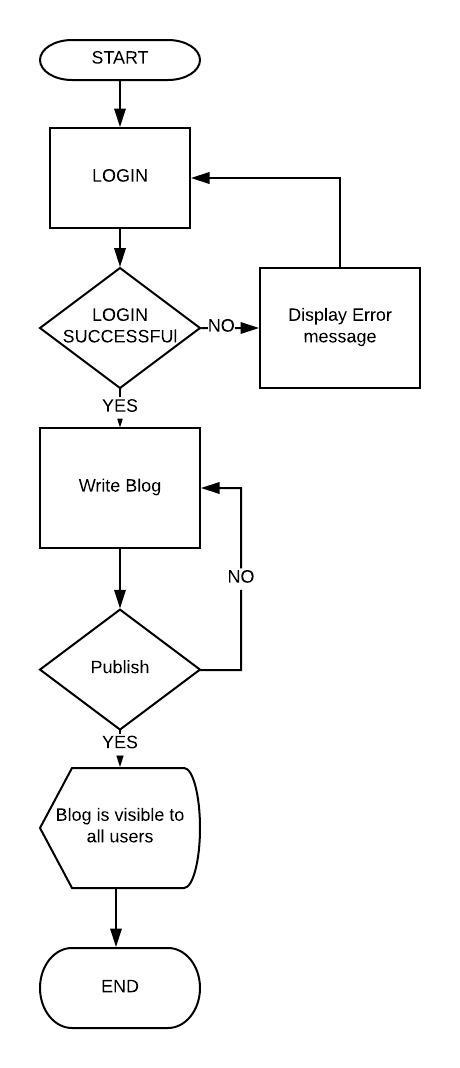 START
LOGIN
LOGIN
SUCCESSFUl
NO
Display Error
message
YES
Write Blog
NO
Publish
YES
Blog is visible to
all users
END